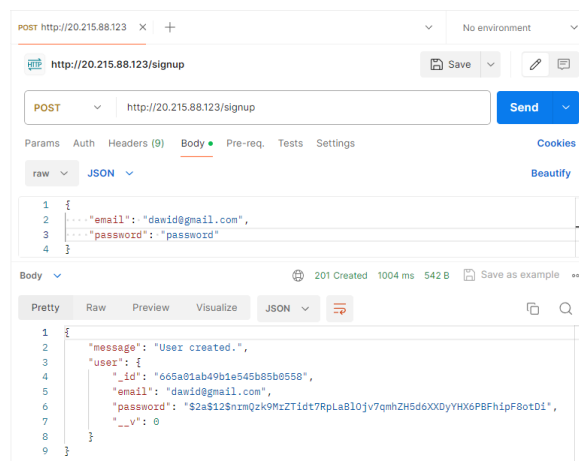 POST http://20.215.88.123
No environment
HTTP http://20.215.88.123/signup
Save
POST http://20.215.88.123/signup
Send
Params Auth Headers (9) Body Pre-req. Tests Settings Cookies
raw JSON Beautify
1 {
2 "email": "dawid@gmail.com",
3 "password": "password"
4 }
Body 201 Created 1004 ms 542 B Save as example
Pretty Raw Preview Visualize JSON
1 {
2 "message": "User created.",
3 "user": {
4 "_id": "665a01ab49b1e545b85b0558",
5 "email": "dawid@gmail.com",
6 "password": "$2a$12$nrmQzk9MrZTidt7RpLaBlOjv7qmhZH5d6XXDyYHX6PBFhipF8otDi",
7 "__v": 0
8 }
9 }